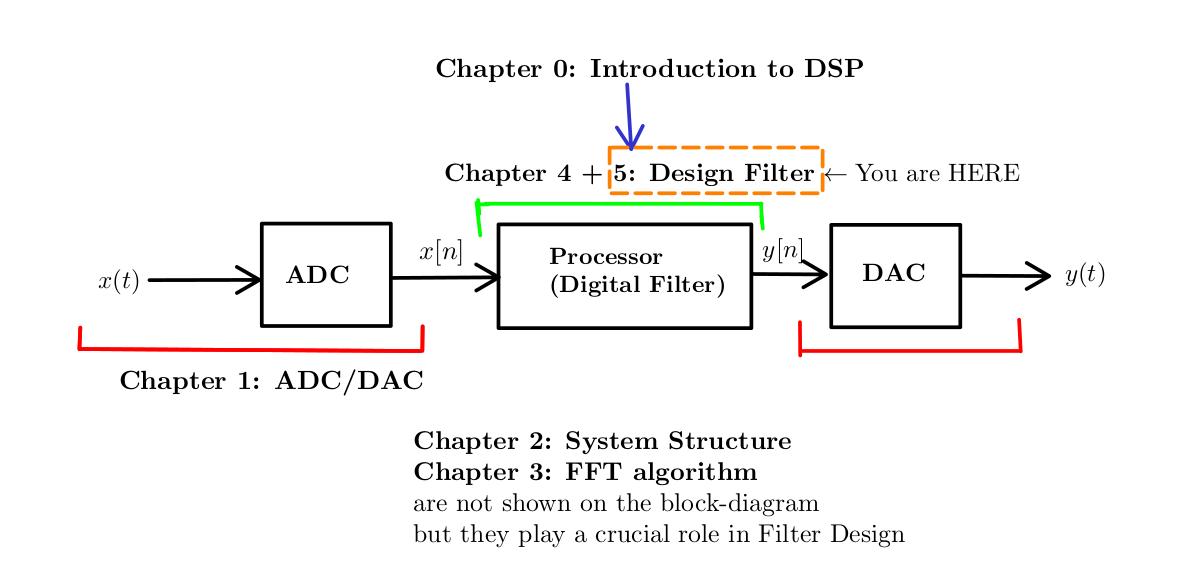 Chapter 0: Introduction to DSP
Chapter 4 + 5: Design Filter ← You are HERE
x(t)
ADC
x[n]
Processor
(Digital Filter)
y[n]
DAC
y(t)
Chapter 1: ADC/DAC
Chapter 2: System Structure
Chapter 3: FFT algorithm
are not shown on the block-diagram
but they play a crucial role in Filter Design